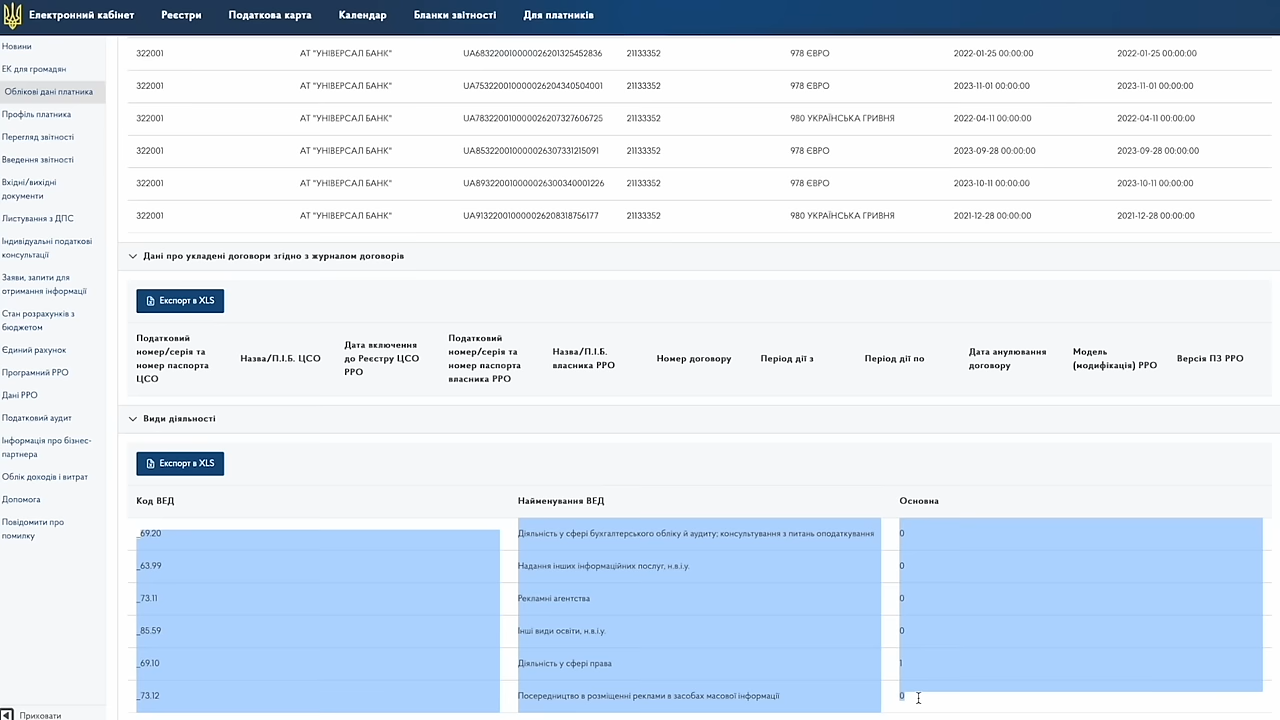 Електронний кабінет Реєстри Податкова карта Календар Бланки звітності Для платників
Новини
ЕК для громадян
Облікові дані платника
Профіль платника
Перегляд звітності
Введення звітності
Вхідні/вихідні
документи
Листування з ДПС
Індивідуальні податкові
консультації
Заяви, запити для
отримання інформації
Стан розрахунків з
бюджетом
Єдиний рахунок
Програмний РРО
Дані РРО
Податковий аудит
Інформація про бізнес-
партнера
Облік доходів і витрат
Допомога
Повідомити про
помилку
Приховати
322001 АТ "УНІВЕРСАЛ БАНК" UA683220010000026201325452836 21133352 978 ЄВРО 2022-01-25 00:00:00 2022-01-25 00:00:00
322001 АТ "УНІВЕРСАЛ БАНК" UA753220010000026204340504001 21133352 978 ЄВРО 2023-11-01 00:00:00 2023-11-01 00:00:00
322001 АТ "УНІВЕРСАЛ БАНК" UA783220010000026207327606725 21133352 980 УКРАЇНСЬКА ГРИВНЯ 2022-04-11 00:00:00 2022-04-11 00:00:00
322001 АТ "УНІВЕРСАЛ БАНК" UA853220010000026307331215091 21133352 978 ЄВРО 2023-09-28 00:00:00 2023-09-28 00:00:00
322001 АТ "УНІВЕРСАЛ БАНК" UA893220010000026300340001226 21133352 978 ЄВРО 2023-10-11 00:00:00 2023-10-11 00:00:00
322001 АТ "УНІВЕРСАЛ БАНК" UA913220010000026208318756177 21133352 980 УКРАЇНСЬКА ГРИВНЯ 2021-12-28 00:00:00 2021-12-28 00:00:00
Дані про укладені договори згідно з журналом договорів
Експорт в XLS
Податковий
номер/серія та
номер паспорта
ЦСО
Назва/П.І.Б. ЦСО
Дата включення
до Реєстру ЦСО
РРО
Податковий
номер/серія та
номер паспорта
власника РРО
Назва/П.І.Б.
власника РРО
Номер договору
Період дії з
Період дії по
Дата анулювання
договору
Модель
(модифікація) РРО
Версія ПЗ РРО
Види діяльності
Експорт в XLS
Код ВЕД Найменування ВЕД Основна
_69.20 Діяльність у сфері бухгалтерського обліку й аудиту; консультування з питань оподаткування 0
_63.99 Надання інших інформаційних послуг, н.в.і.у. 0
_73.11 Рекламні агентства 0
_85.59 Інші види освіти, н.в.і.у. 0
_69.10 Діяльність у сфері права 1
_73.12 Посередництво в розміщенні реклами в засобах масової інформації 0